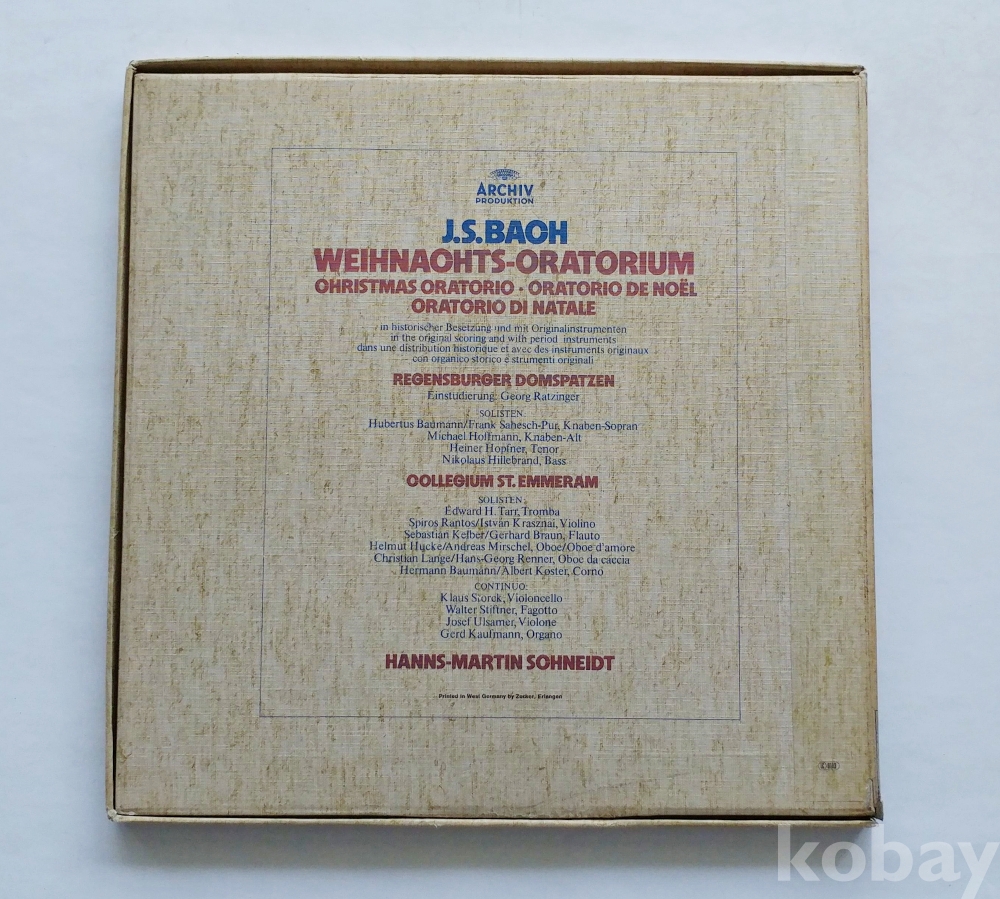 ARCHIV
PRODUKTION
J.S.BACH
WEIHNACHTS-ORATORIUM
CHRISTMAS ORATORIO · ORATORIO DE NOËL
ORATORIO DI NATALE
in historischer Besetzung und mit Originalinstrumenten
in the original scoring and with period instruments
dans une distribution historique et avec des instruments originaux
con organico storico e strumenti originali
REGENSBURGER DOMSPATZEN
Einstudierung: Georg Ratzinger
SOLISTEN:
Hubertus Baumann/Frank Sahesch-Pur, Knaben-Sopran
Michael Hoffmann, Knaben-Alt
Heiner Hopfner, Tenor
Nikolaus Hillebrand, Bass
COLLEGIUM ST. EMMERAM
SOLISTEN:
Edward H. Tarr, Tromba
Spiros Rantos/István Krasznai, Violino
Sebastian Kelber/Gerhard Braun, Flauto
Helmut Hucke/Andreas Mirschel, Oboe/Oboe d'amore
Christian Lange/Hans-Georg Renner, Oboe da caccia
Hermann Baumann/Albert Koster, Corno
CONTINUO:
Klaus Storck, Violoncello
Walter Stiftner, Fagotto
Josef Ulsamer, Violone
Gerd Kaufmann, Organo
HANNS-MARTIN SCHNEIDT
Printed in West Germany by Zucker, Erlangen
kobay